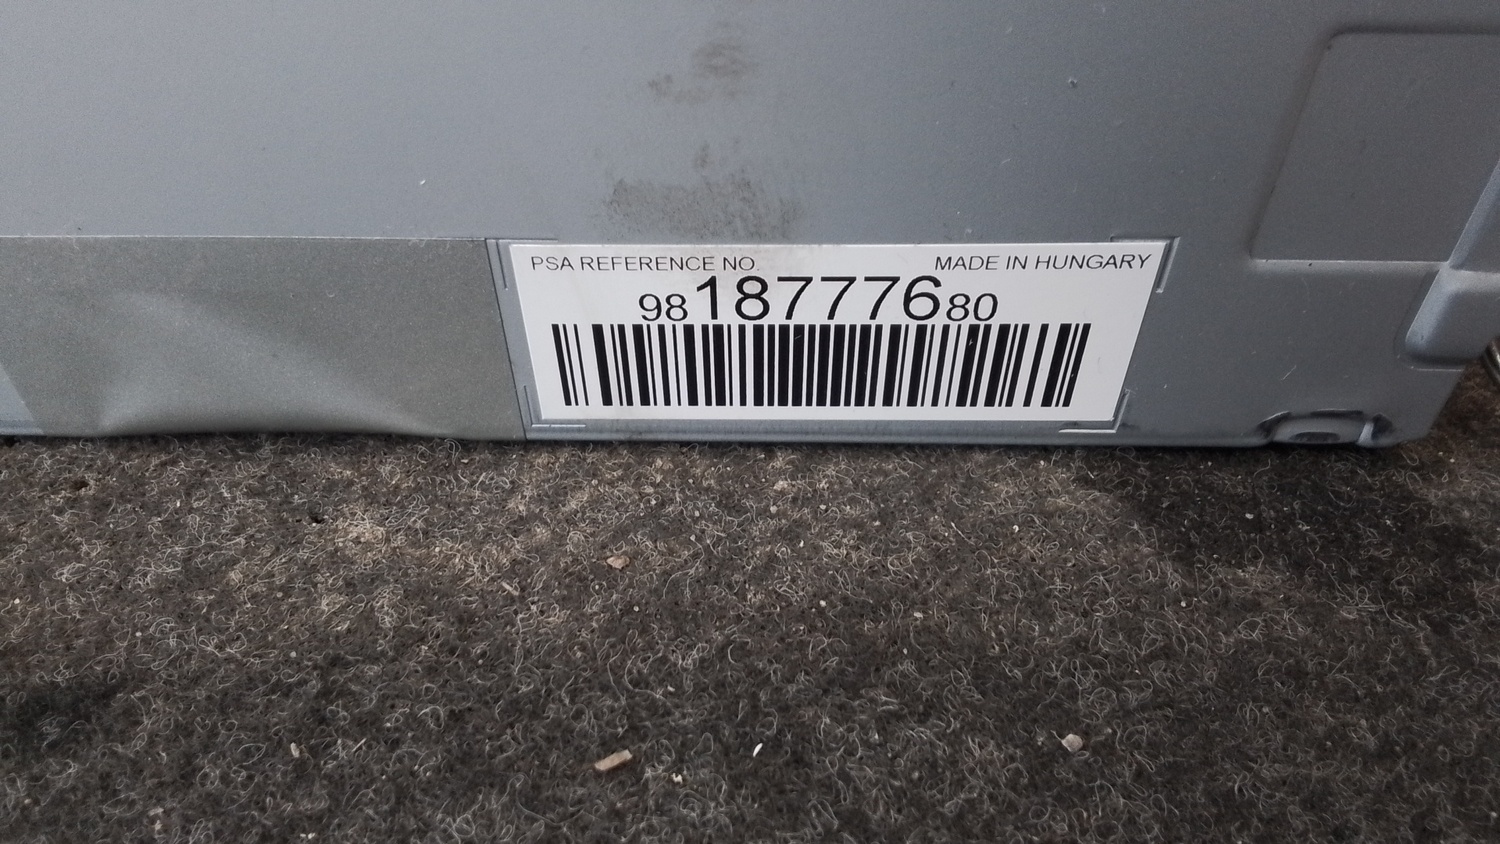 PSA REFERENCE NO. MADE IN HUNGARY
9818777680